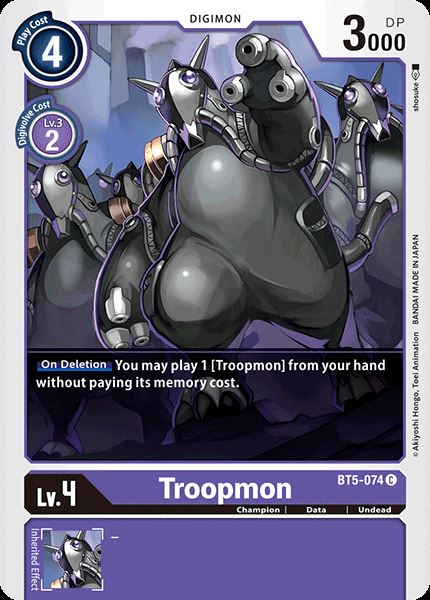 Play Cost
4
DIGIMON
3000
DP
Digivolve Cost
Lv.3
2
shosuke
© Akiyoshi Hongo, Toei Animation BANDAI MADE IN JAPAN
On Deletion You may play 1 [Troopmon] from your hand
without paying its memory cost.
Lv.4
Troopmon
BT5-074 C
Champion | Data | Undead
Inherited Effect
–